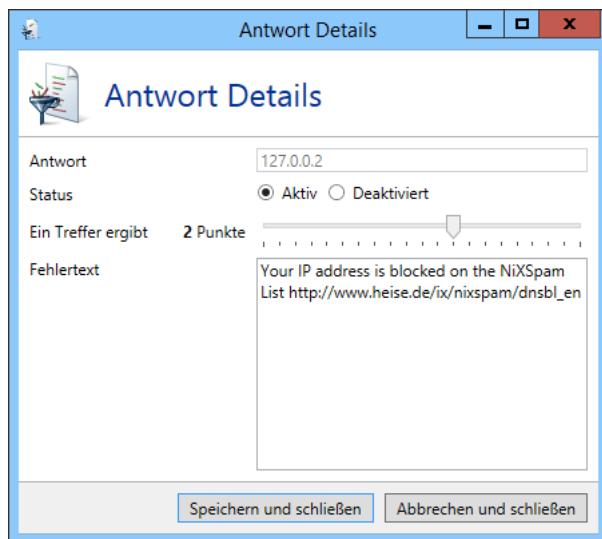 Antwort Details
Antwort Details
Antwort 127.0.0.2
Status Aktiv Deaktiviert
Ein Treffer ergibt 2 Punkte
Fehlertext
Your IP address is blocked on the NiXSpam
List http://www.heise.de/ix/nixspam/dnsbl_en
Speichern und schließen Abbrechen und schließen